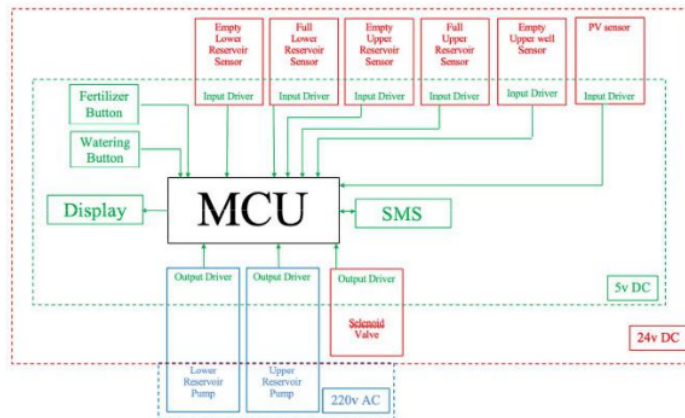 Empty
Lower
Reservoir
Sensor
Full
Lower
Reservoir
Sensor
Empty
Upper
Reservoir
Sensor
Full
Upper
Reservoir
Sensor
Empty
Upper well
Sensor
PV sensor
Input Driver
Input Driver
Input Driver
Input Driver
Input Driver
Input Driver
Fertilizer
Button
Watering
Button
Display
MCU
SMS
Output Driver
Output Driver
Output Driver
5v DC
Selenoid
Valve
24v DC
Lower
Reservoir
Pump
Upper
Reservoir
Pump
220v AC